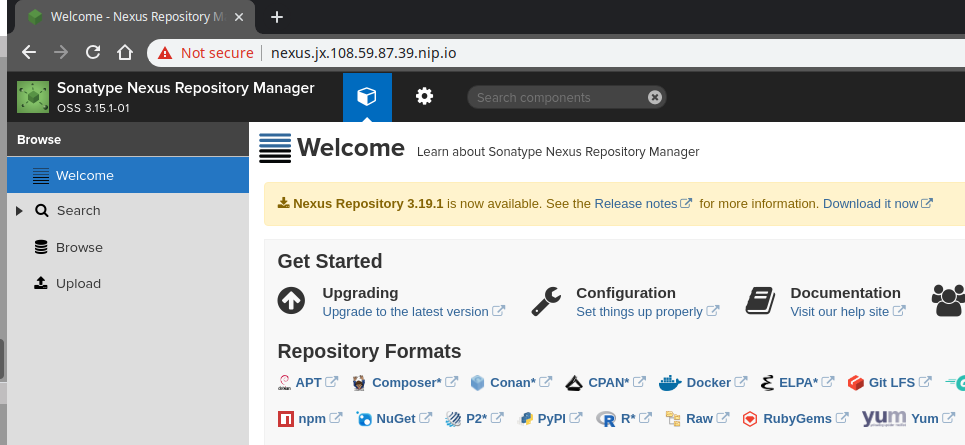 Welcome - Nexus Repository M
Not secure nexus.jx.108.59.87.39.nip.io
Sonatype Nexus Repository Manager
OSS 3.15.1-01
Search components
Browse
Welcome Learn about Sonatype Nexus Repository Manager
Welcome
Search
Browse
Upload
Nexus Repository 3.19.1 is now available. See the Release notes for more information. Download it now
Get Started
Upgrading
Upgrade to the latest version
Configuration
Set things up properly
Documentation
Visit our help site
Repository Formats
APT Composer* Conan* CPAN* Docker ELPA* Git LFS
npm NuGet P2* PyPI R* Raw RubyGems yum Yum